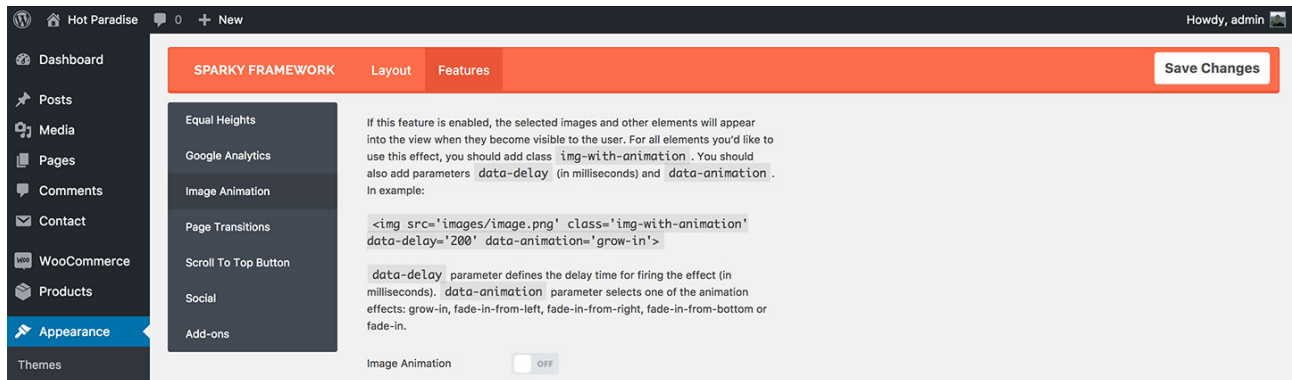 Hot Paradise 0 + New Howdy, admin
Dashboard
Posts
Media
Pages
Comments
Contact
WOO WooCommerce
Products
Appearance
Themes
SPARKY FRAMEWORK Layout Features Save Changes
Equal Heights
Google Analytics
Image Animation
Page Transitions
Scroll To Top Button
Social
Add-ons
If this feature is enabled, the selected images and other elements will appear
into the view when they become visible to the user. For all elements you'd like to
use this effect, you should add class img-with-animation . You should
also add parameters data-delay (in milliseconds) and data-animation .
In example:
<img src='images/image.png' class='img-with-animation'
data-delay='200' data-animation='grow-in'>
data-delay parameter defines the delay time for firing the effect (in
milliseconds). data-animation parameter selects one of the animation
effects: grow-in, fade-in-from-left, fade-in-from-right, fade-in-from-bottom or
fade-in.
Image Animation OFF